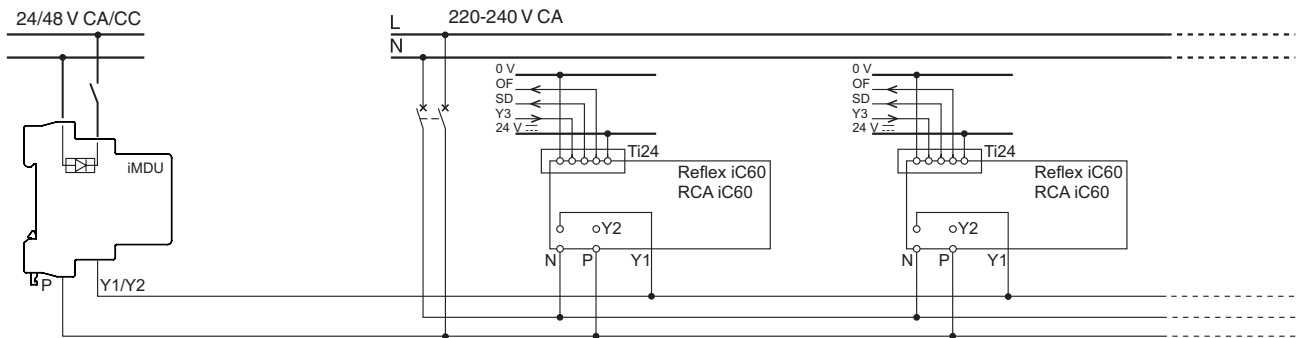 24/48 V CA/CC
L 220-240 V CA
N
iMDU
P Y1/Y2
0 V
OF
SD
Y3
24 V
Ti24
Reflex iC60
RCA iC60
Y2
N P Y1
0 V
OF
SD
Y3
24 V
Ti24
Reflex iC60
RCA iC60
Y2
N P Y1